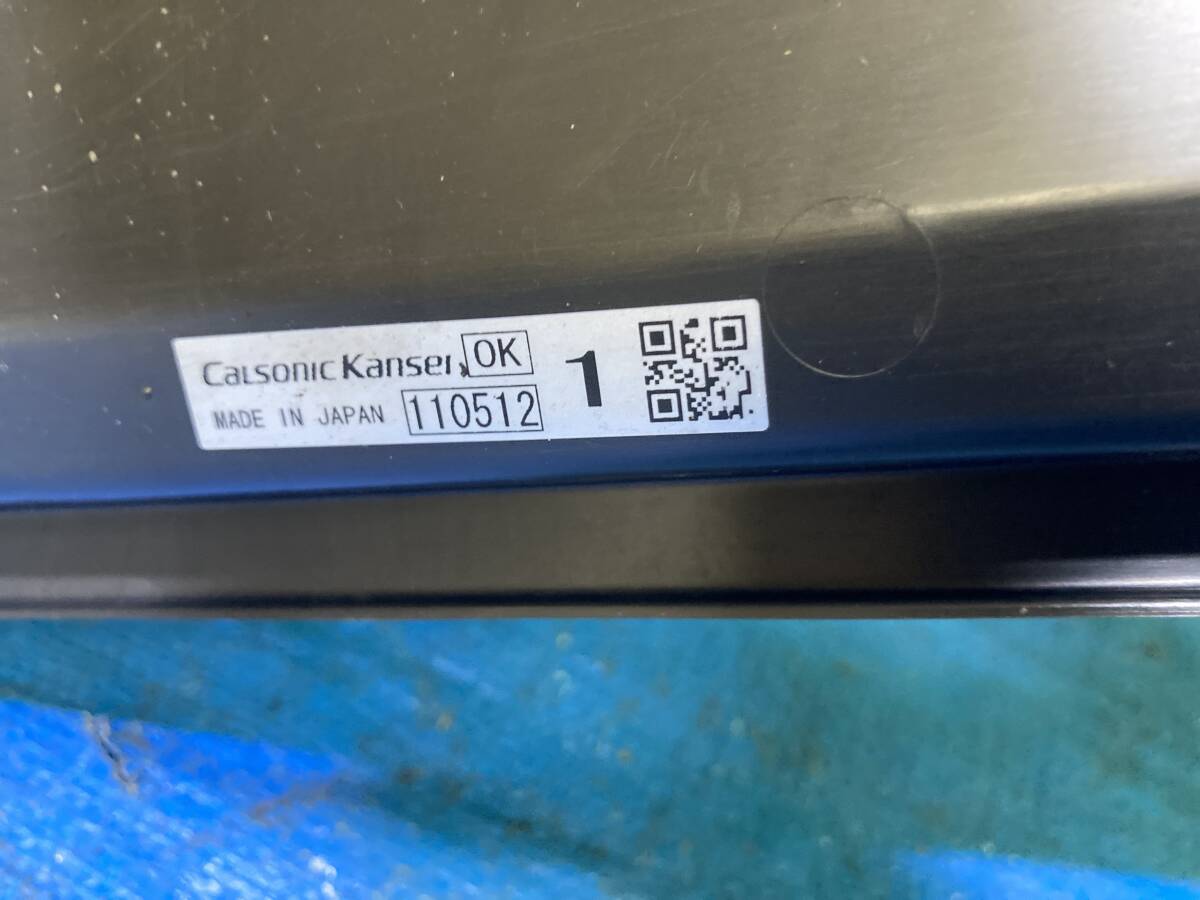 Calsonic Kansei OK
MADE IN JAPAN 110512
1